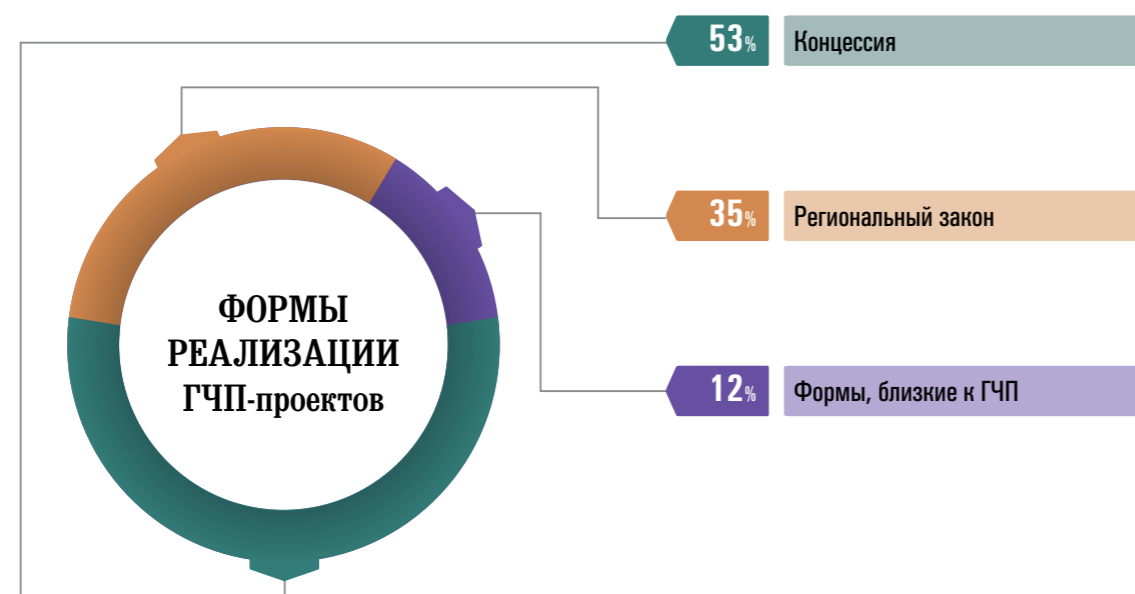 53% Концессия
35% Региональный закон
12% Формы, близкие к ГЧП
ФОРМЫ
РЕАЛИЗАЦИИ
ГЧП-проектов